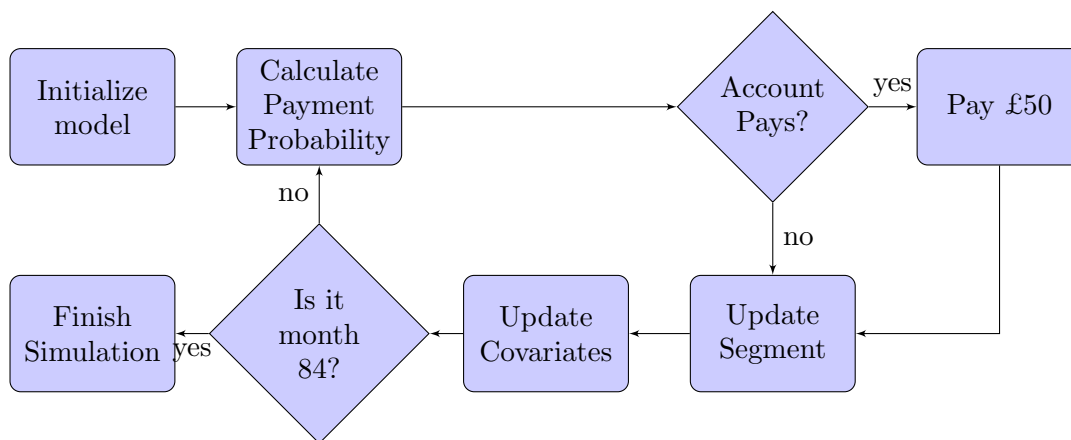 Initialize
model
Calculate
Payment
Probability
Account
Pays?
yes
Pay £50
no
no
Finish
Simulation
yes
Is it
month
84?
Update
Covariates
Update
Segment